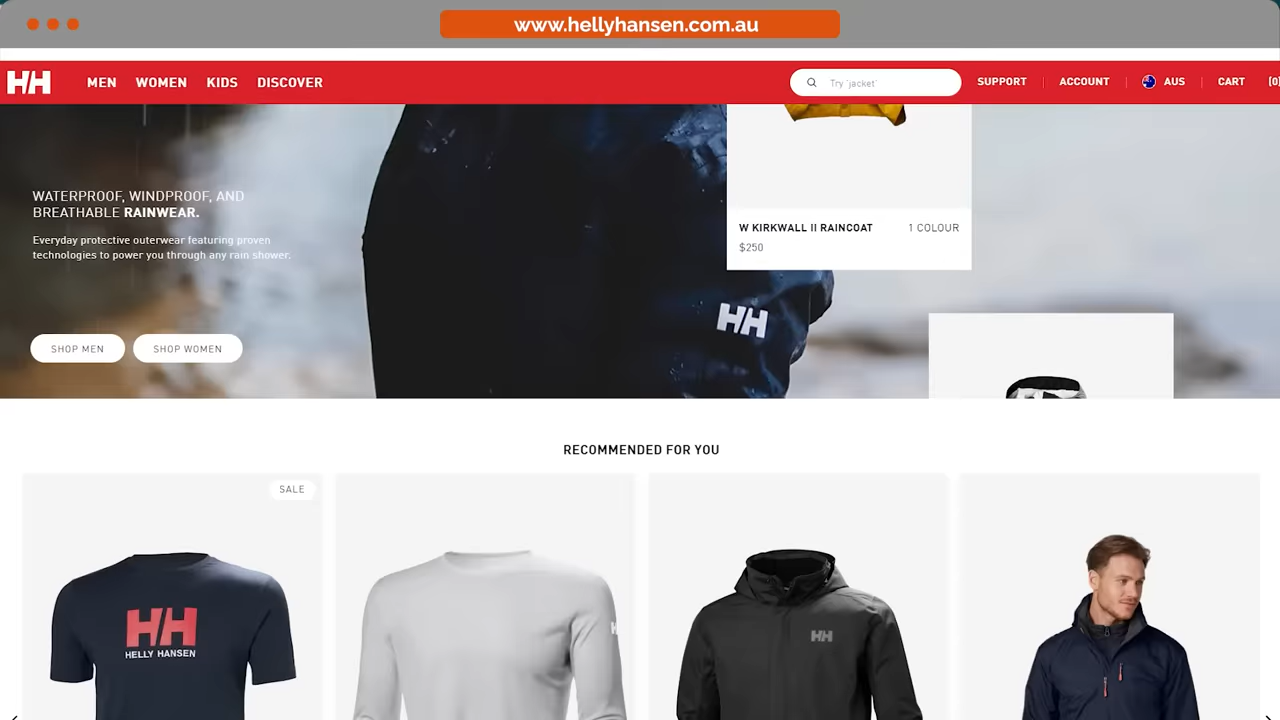 www.hellyhansen.com.au
HH MEN WOMEN KIDS DISCOVER Try "jacket" SUPPORT ACCOUNT AUS CART [0]
WATERPROOF, WINDPROOF, AND
BREATHABLE RAINWEAR.
Everyday protective outerwear featuring proven
technologies to power you through any rain shower.
W KIRKWALL II RAINCOAT 1 COLOUR
$250
HH
SHOP MEN SHOP WOMEN
RECOMMENDED FOR YOU
SALE
HH
HELLY HANSEN
H
HH